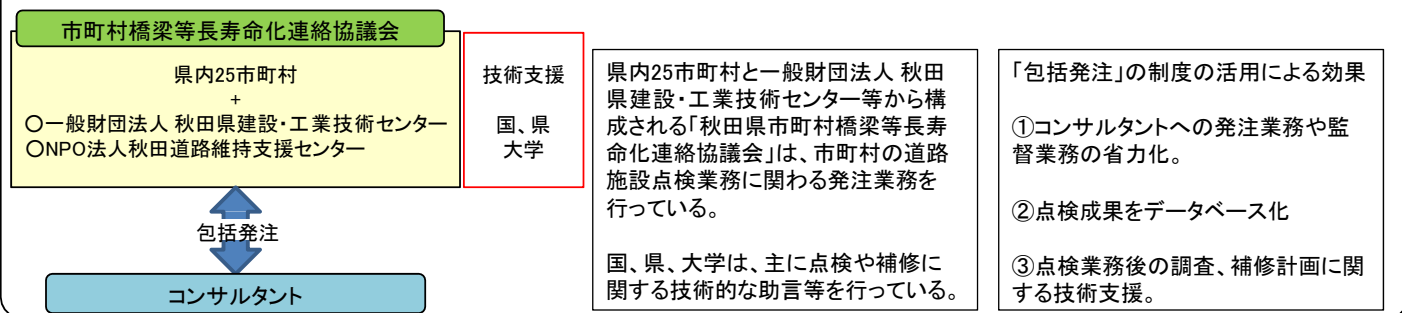 市町村橋梁等長寿命化連絡協議会
県内25市町村
+
〇一般財団法人 秋田県建設・工業技術センター
〇NPO法人秋田道路維持支援センター
技術支援
国、県
大学
包括発注
コンサルタント
県内25市町村と一般財団法人 秋田
県建設・工業技術センター等から構
成される「秋田県市町村橋梁等長寿
命化連絡協議会」は、市町村の道路
施設点検業務に関わる発注業務を
行っている。
国、県、大学は、主に点検や補修に
関する技術的な助言等を行っている。
「包括発注」の制度の活用による効果
①コンサルタントへの発注業務や監
督業務の省力化。
②点検成果をデータベース化
③点検業務後の調査、補修計画に関
する技術支援。